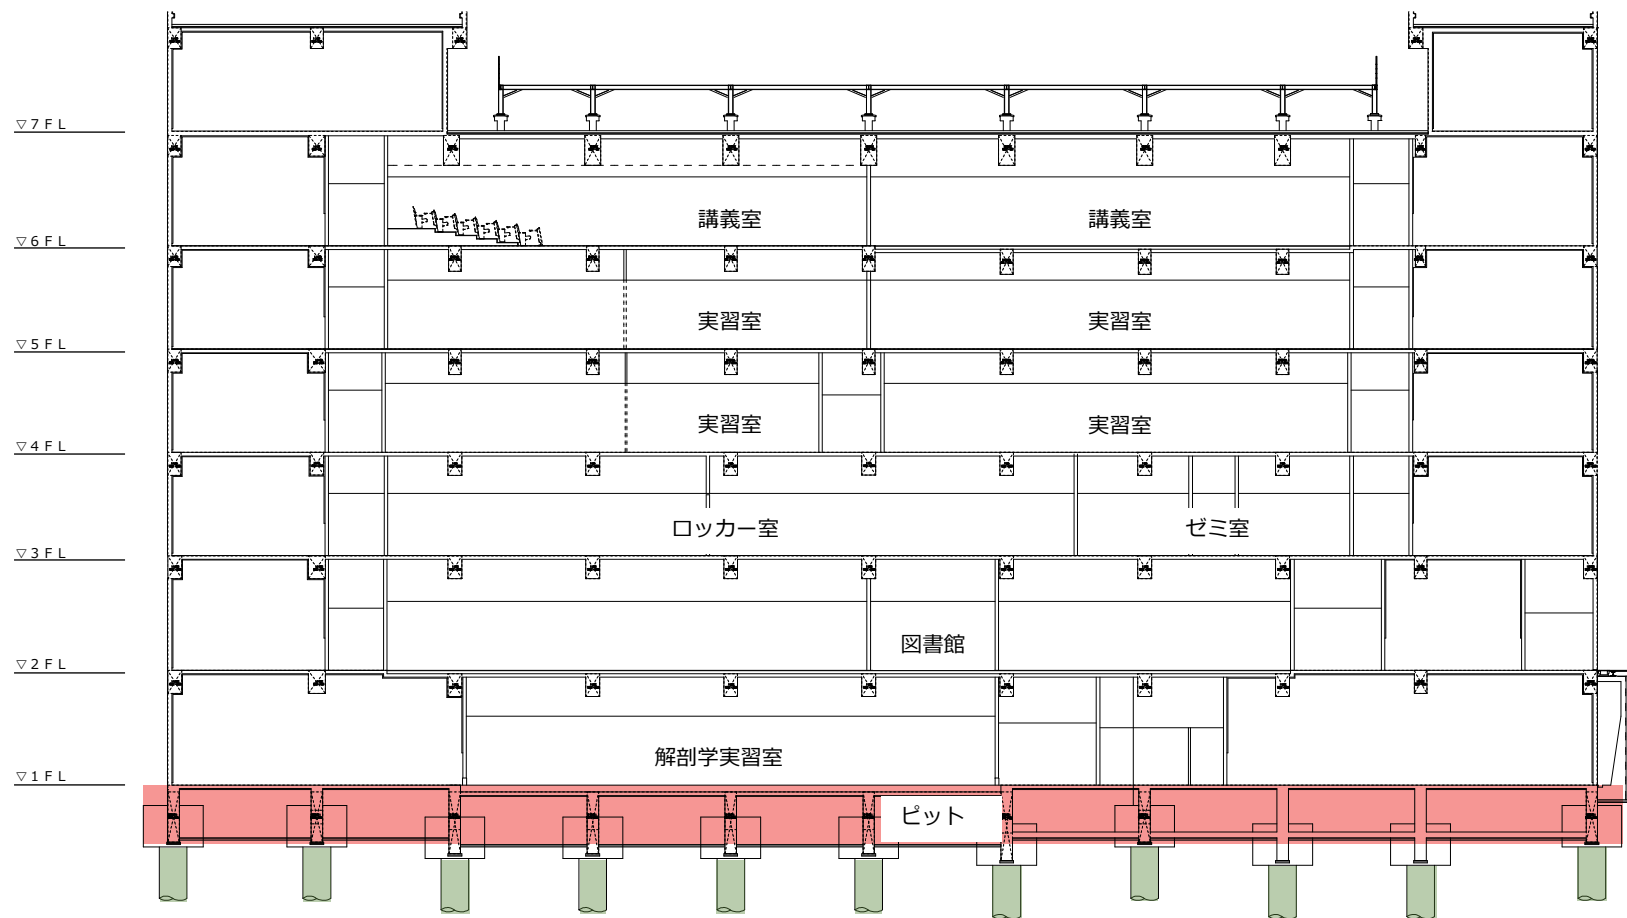 ▽7FL
▽6FL
講義室 講義室
▽5FL
実習室 実習室
▽4FL
実習室 実習室
▽3FL
ロッカー室 ゼミ室
▽2FL
図書館
▽1FL
解剖学実習室
ピット